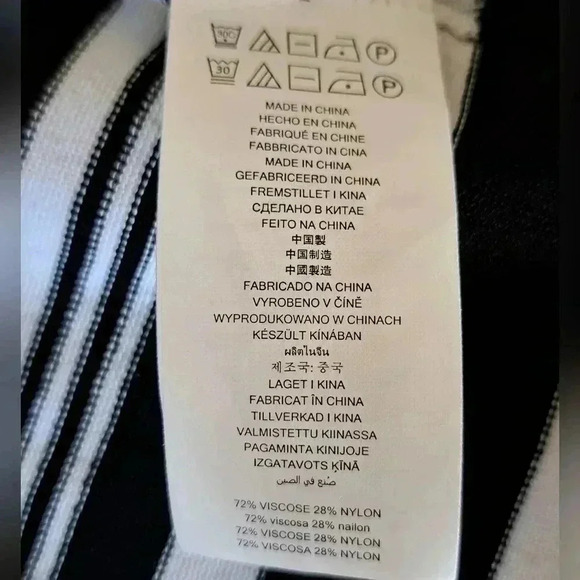 30C P
30 P
MADE IN CHINA
HECHO EN CHINA
FABRIQUÉ EN CHINE
FABBRICATO IN CINA
MADE IN CHINA
GEFABRICEERD IN CHINA
FREMSTILLET I KINA
СДЕЛАНО В КИТАЕ
FEITO NA CHINA
中国製
中国制造
中國製造
FABRICADO NA CHINA
VYROBENO V ČÍNĚ
WYPRODUKOWANO W CHINACH
KÉSZÜLT KÍNÁBAN
ผลิตในจีน
제조국: 중국
LAGET I KINA
FABRICAT ÎN CHINA
TILLVERKAD I KINA
VALMISTETTU KIINASSA
PAGAMINTA KINIJOJE
IZGATAVOTS ĶĪNĀ
صُنع في الصين
72% VISCOSE 28% NYLON
72% viscosa 28% nailon
72% VISCOSE 28% NYLON
72% VISCOSA 28% NYLON